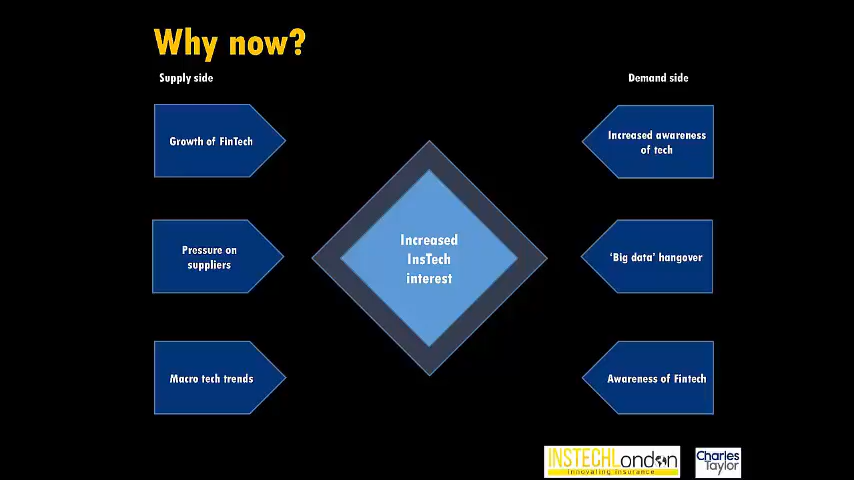 Why now?
Supply side
Demand side
Growth of FinTech
Increased awareness
of tech
Pressure on
suppliers
Increased
InsTech
interest
‘Big data’ hangover
Macro tech trends
Awareness of Fintech
INSTECHLondon
Innovating insurance
Charles
Taylor